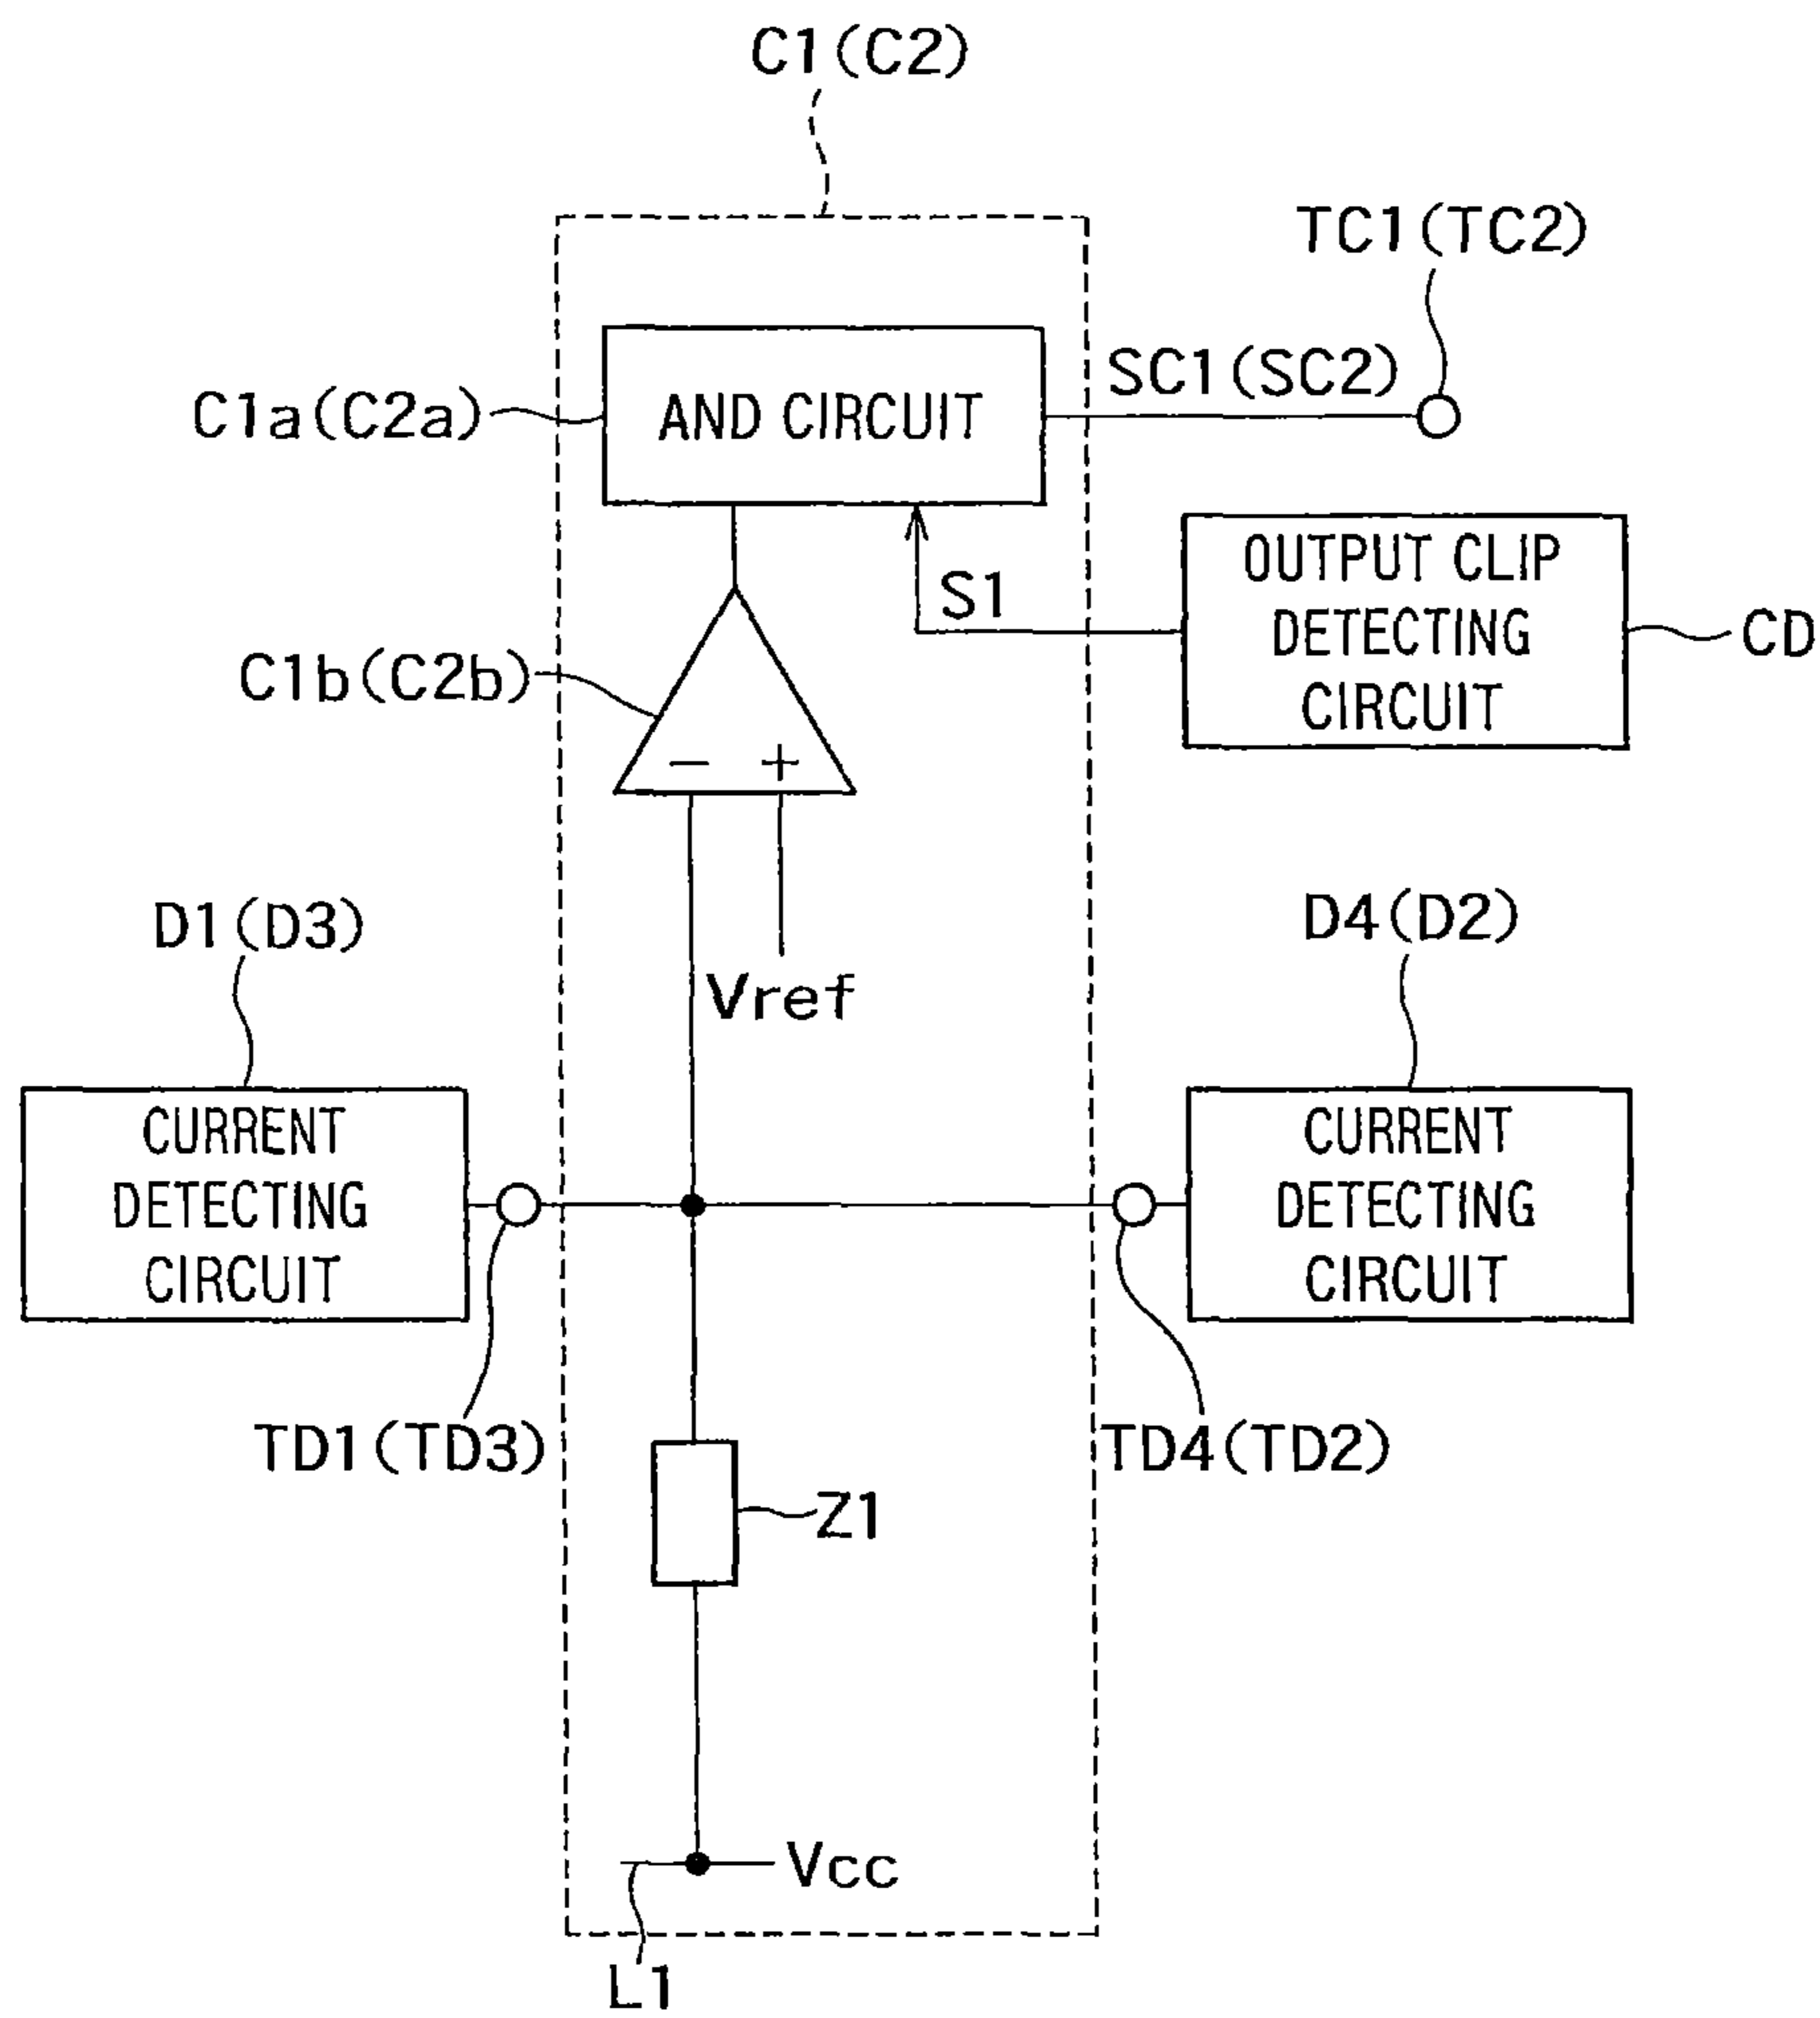 C1(C2)
TC1(TC2)
SC1(SC2)
C1a(C2a)
AND CIRCUIT
OUTPUT CLIP
DETECTING
CIRCUIT
S1
CD
C1b(C2b)
− +
D1(D3)
D4(D2)
Vref
CURRENT
DETECTING
CIRCUIT
CURRENT
DETECTING
CIRCUIT
TD1(TD3)
TD4(TD2)
Z1
Vcc
L1